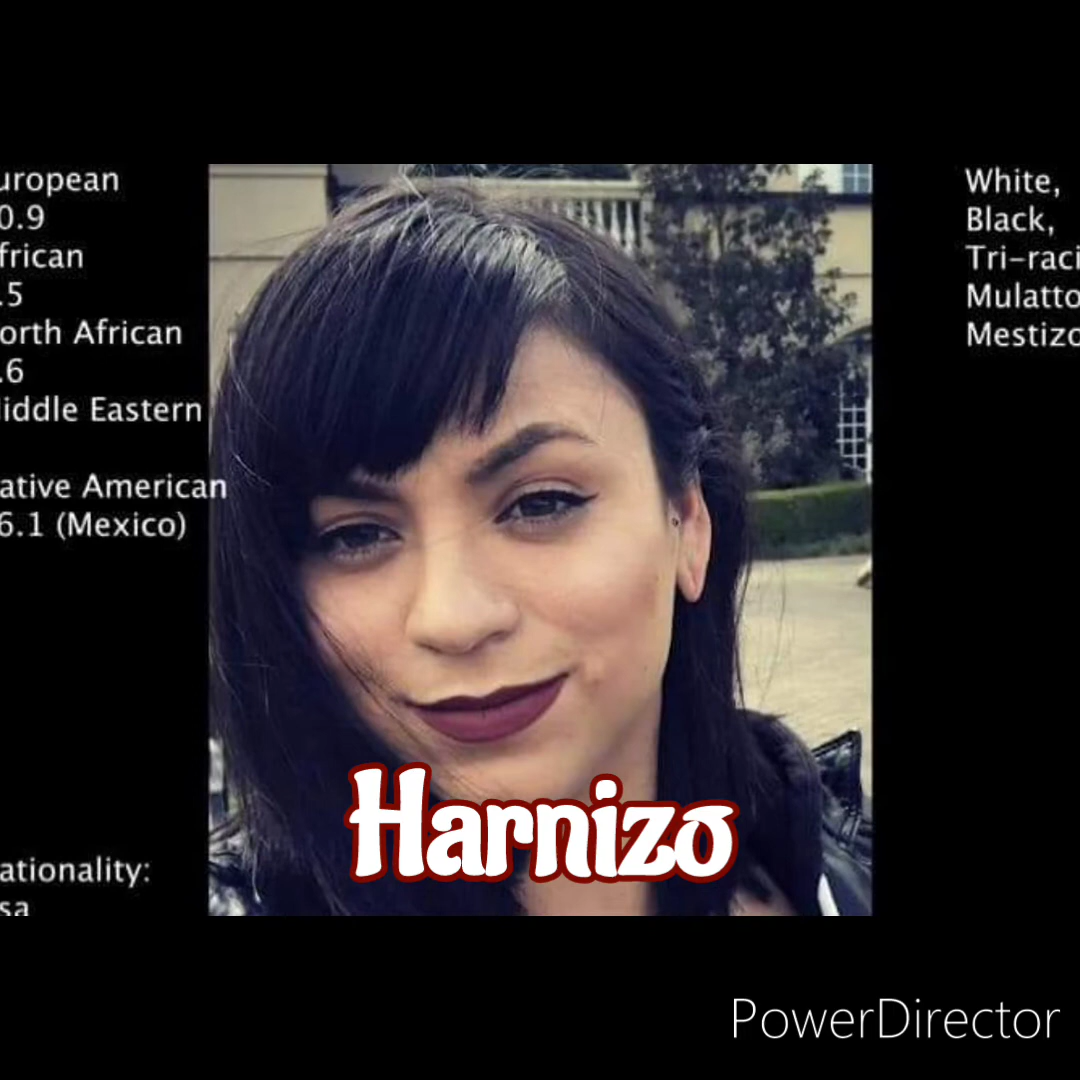 uropean
0.9
frican
.5
orth African
.6
iddle Eastern
ative American
6.1 (Mexico)
ationality:
sa
White,
Black,
Tri-raci
Mulatto
Mestizo
Harnizo
PowerDirector